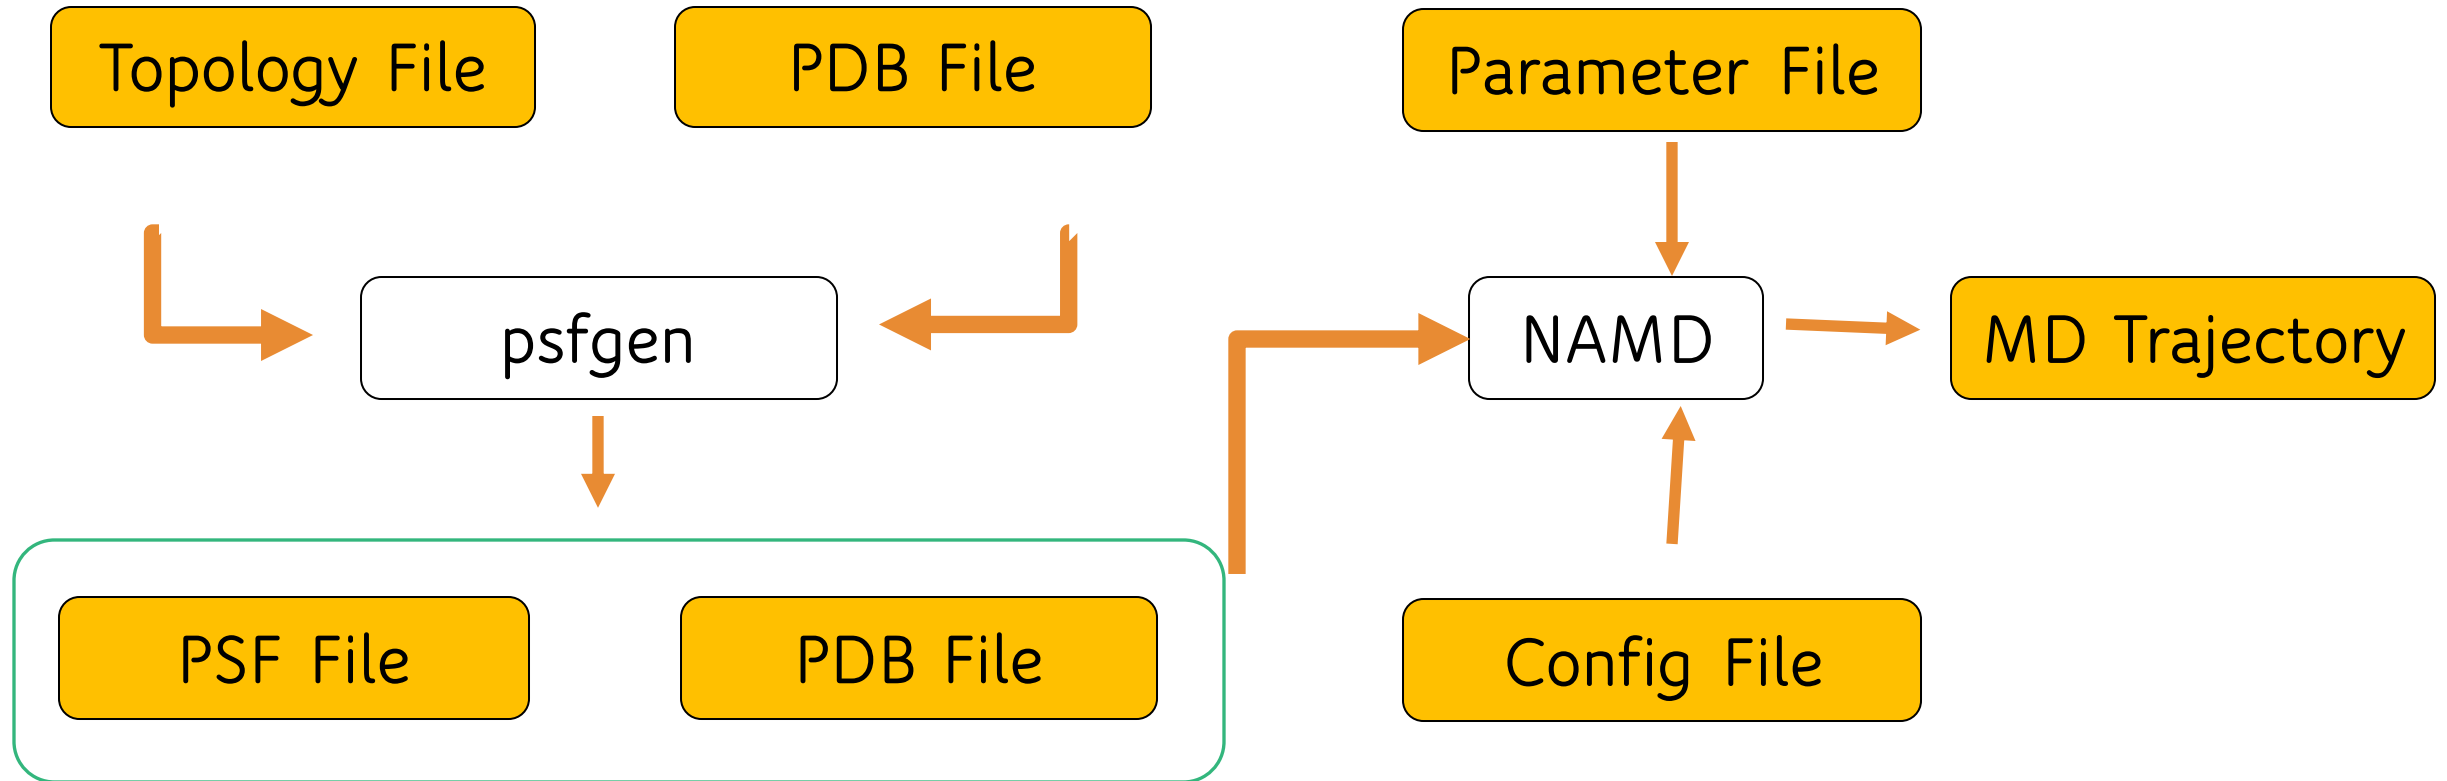 Topology File
PDB File
Parameter File
psfgen
NAMD
MD Trajectory
PSF File
PDB File
Config File